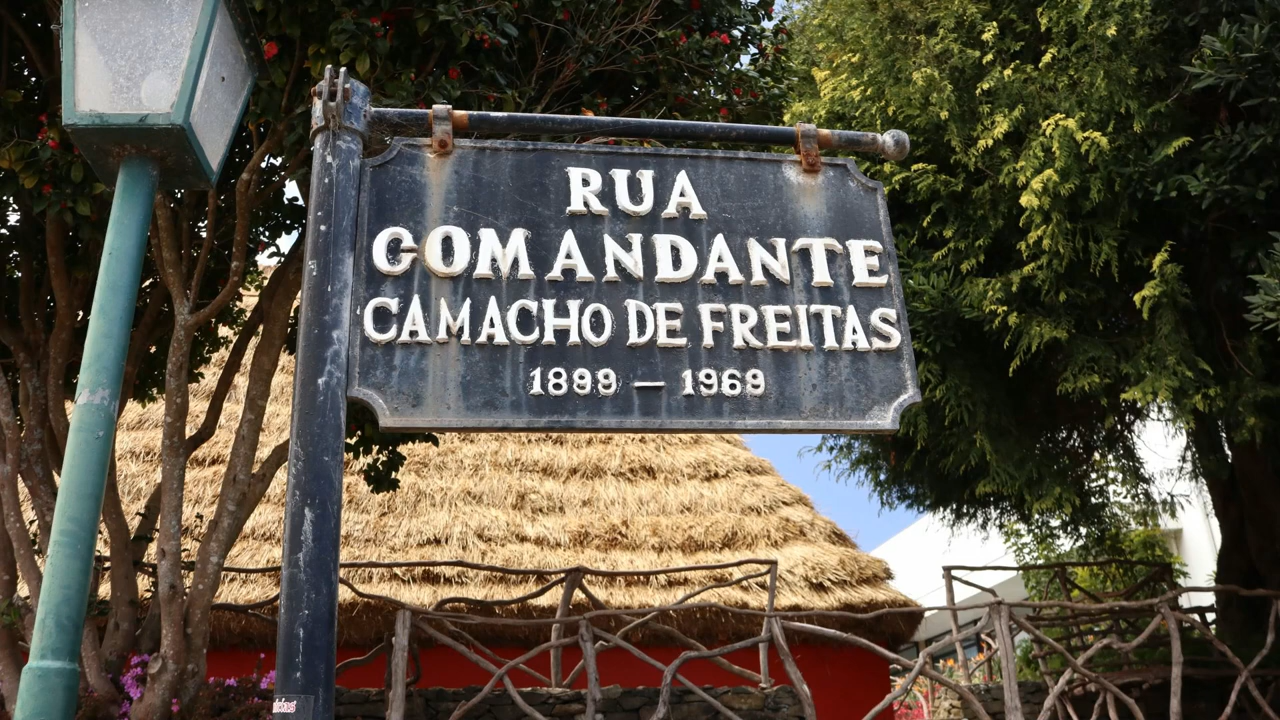 RUA
COMANDANTE
CAMACHO DE FREITAS
1899 — 1969